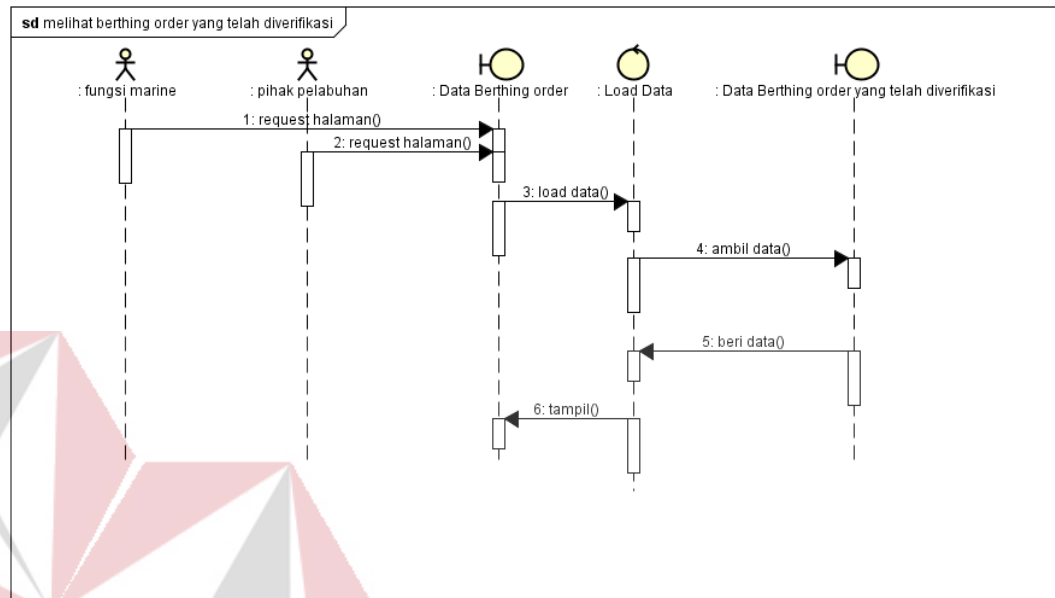 sd melihat berthing order yang telah diverifikasi
: fungsi marine
: pihak pelabuhan
: Data Berthing order
: Load Data
: Data Berthing order yang telah diverifikasi
1: request halaman()
2: request halaman()
3: load data()
4: ambil data()
5: beri data()
6: tampil()